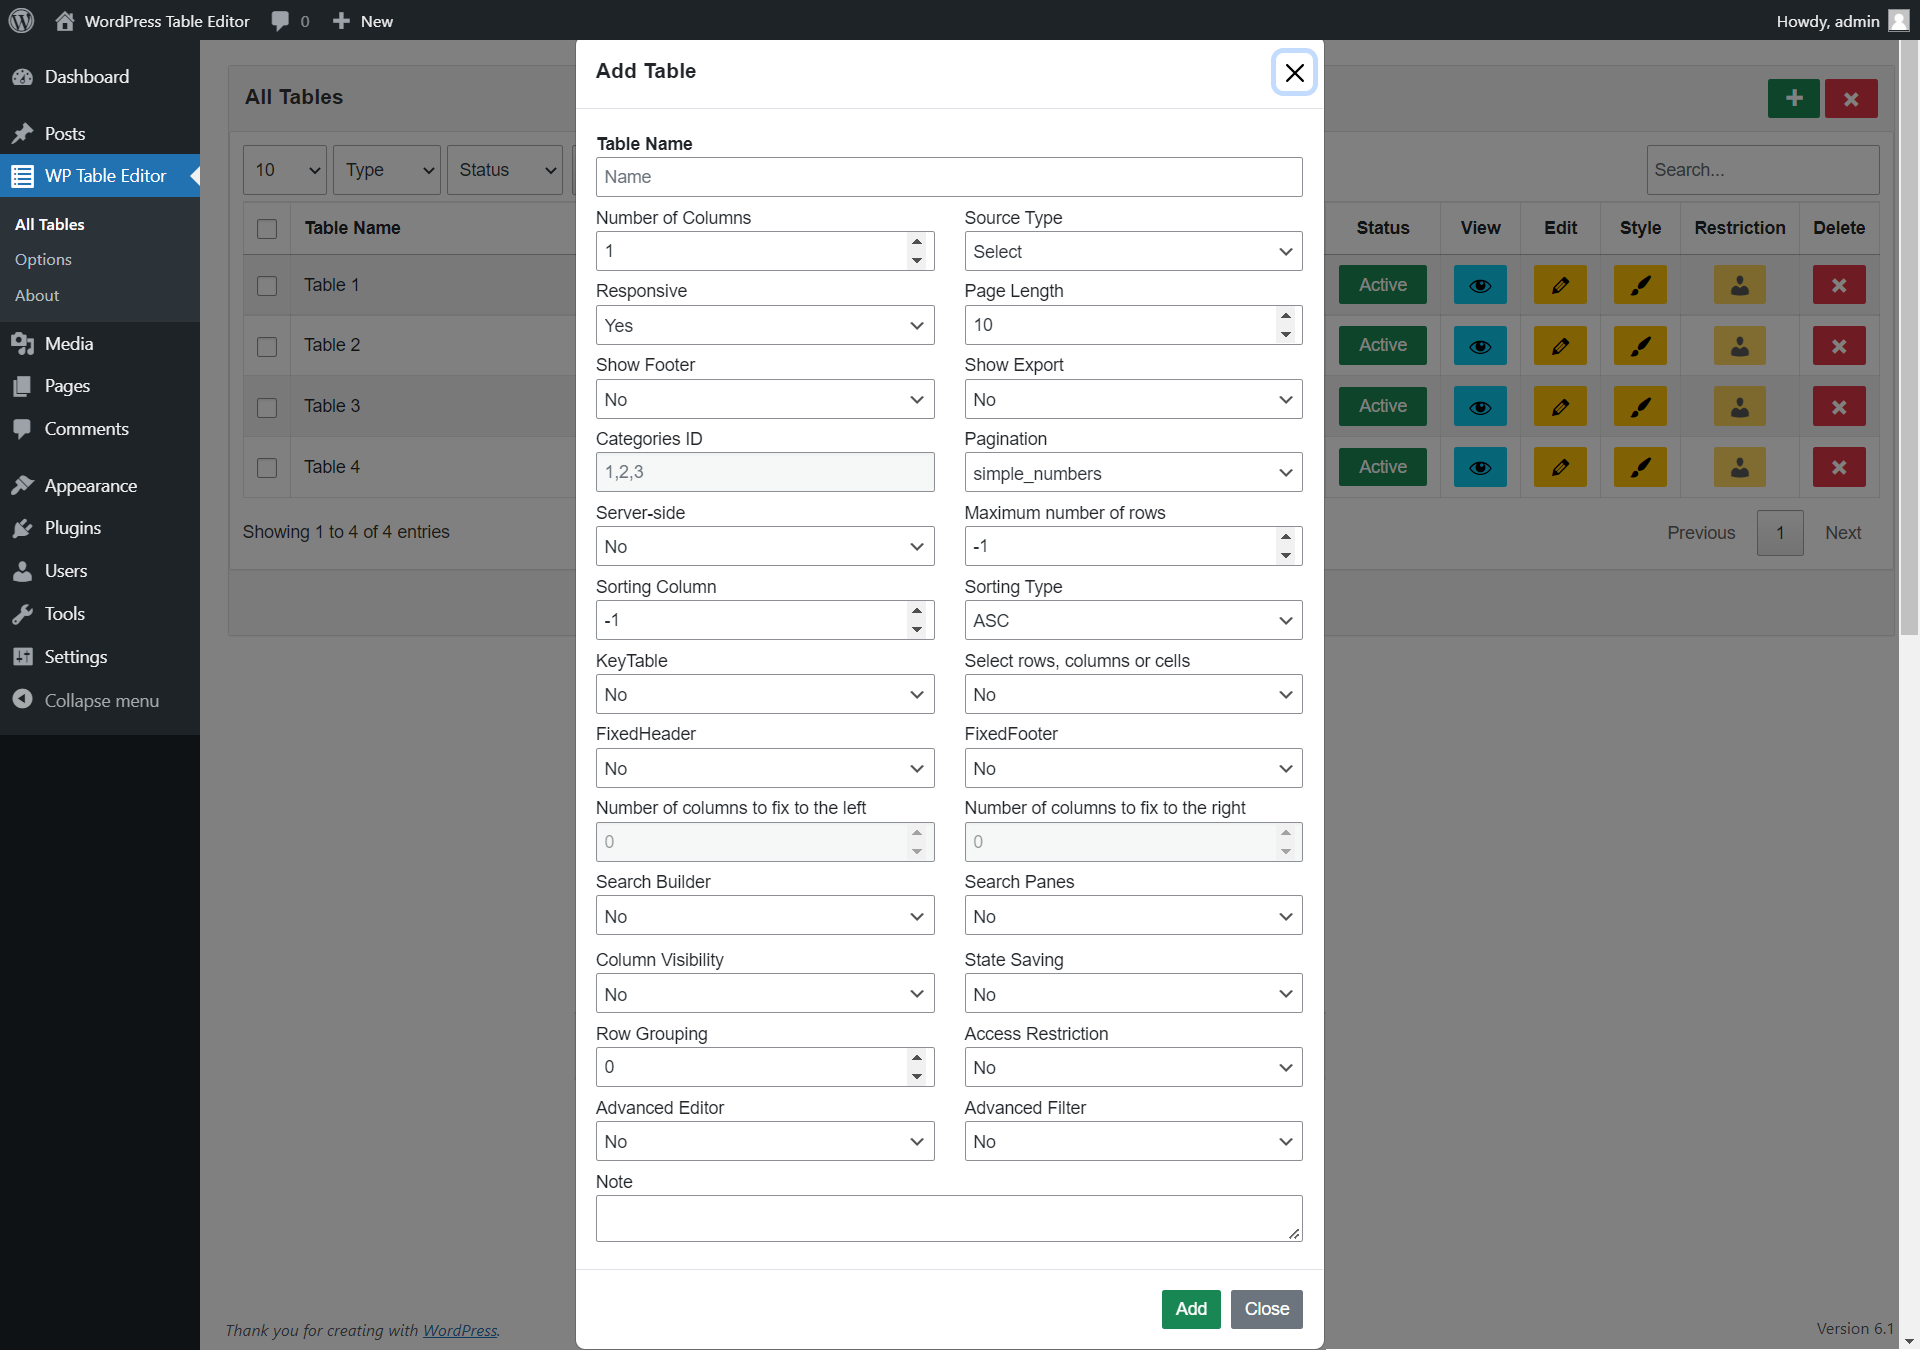 WordPress Table Editor 0 New Howdy, admin
Dashboard
Posts
WP Table Editor
All Tables
Options
About
Media
Pages
Comments
Appearance
Plugins
Users
Tools
Settings
Collapse menu
All Tables
10 Type Status Search...
Table Name Status View Edit Style Restriction Delete
Table 1 Active
Table 2 Active
Table 3 Active
Table 4 Active
Showing 1 to 4 of 4 entries Previous 1 Next
Add Table
Table Name
Name
Number of Columns Source Type
1 Select
Responsive Page Length
Yes 10
Show Footer Show Export
No No
Categories ID Pagination
1,2,3 simple_numbers
Server-side Maximum number of rows
No -1
Sorting Column Sorting Type
-1 ASC
KeyTable Select rows, columns or cells
No No
FixedHeader FixedFooter
No No
Number of columns to fix to the left Number of columns to fix to the right
0 0
Search Builder Search Panes
No No
Column Visibility State Saving
No No
Row Grouping Access Restriction
0 No
Advanced Editor Advanced Filter
No No
Note
Add Close
Thank you for creating with WordPress. Version 6.1